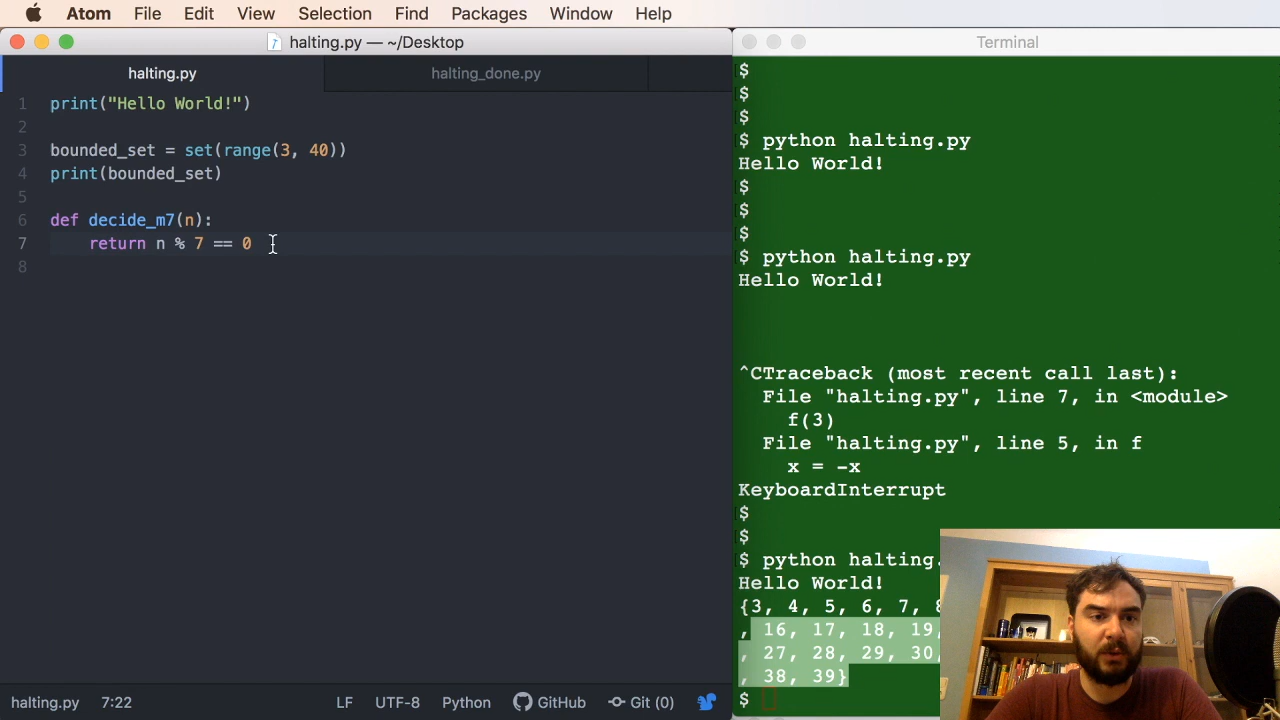 Atom File Edit View Selection Find Packages Window Help
halting.py — ~/Desktop
halting.py halting_done.py
1 print("Hello World!")
2
3 bounded_set = set(range(3, 40))
4 print(bounded_set)
5
6 def decide_m7(n):
7 return n % 7 == 0
8
halting.py 7:22 LF UTF-8 Python GitHub Git (0)
Terminal
$
$
$
$ python halting.py
Hello World!
$
$
$
$ python halting.py
Hello World!
^CTraceback (most recent call last):
File "halting.py", line 7, in <module>
f(3)
File "halting.py", line 5, in f
x = -x
KeyboardInterrupt
$
$
$ python halting.
Hello World!
{3, 4, 5, 6, 7, 8
, 16, 17, 18, 19,
, 27, 28, 29, 30,
, 38, 39}
$